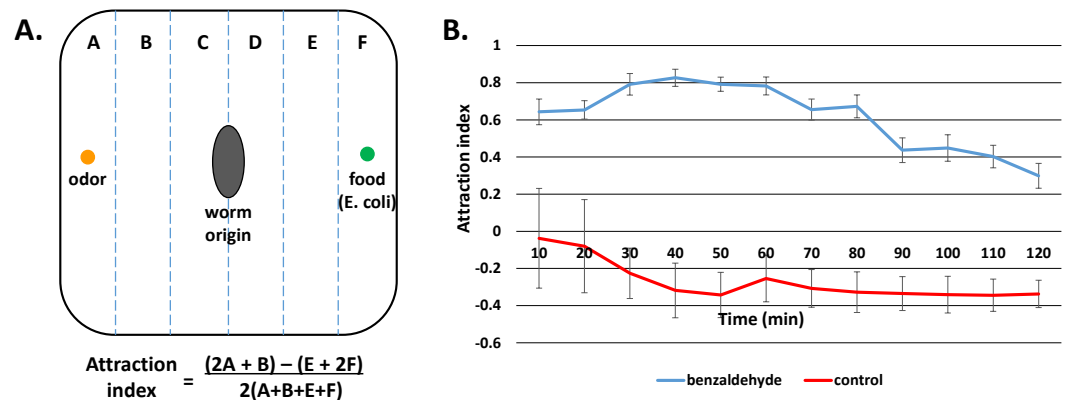 A.
A B C D E F
odor
food
(E. coli)
worm
origin
Attraction
index
=
(2A + B) – (E + 2F)
2(A+B+E+F)
B.
Attraction index
1
0.8
0.6
0.4
0.2
0
-0.2
-0.4
-0.6
10 20 30 40 50 60 70 80 90 100 110 120
Time (min)
benzaldehyde control